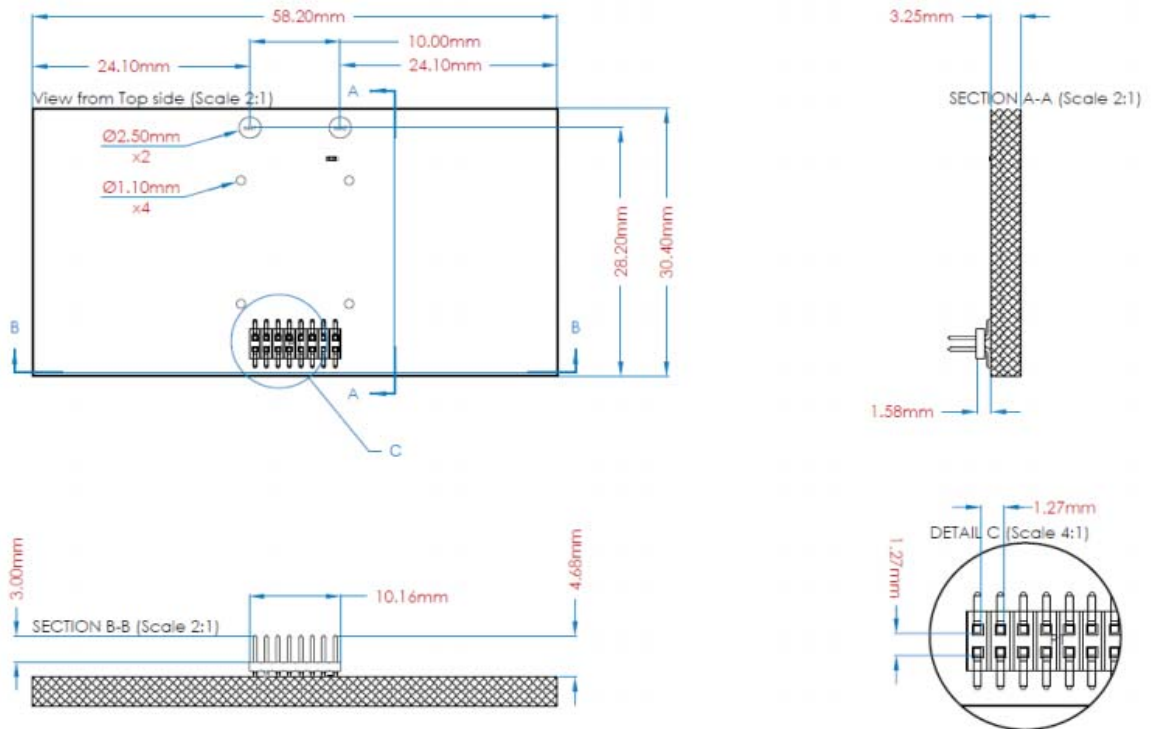 58.20mm
3.25mm
10.00mm
24.10mm
24.10mm
View from Top side (Scale 2:1)
A
SECTION A-A (Scale 2:1)
Ø2.50mm
x2
Ø1.10mm
x4
28.20mm
30.40mm
B
B
A
1.58mm
C
3.00mm
10.16mm
4.68mm
SECTION B-B (Scale 2:1)
1.27mm
DETAIL C (Scale 4:1)
1.27mm